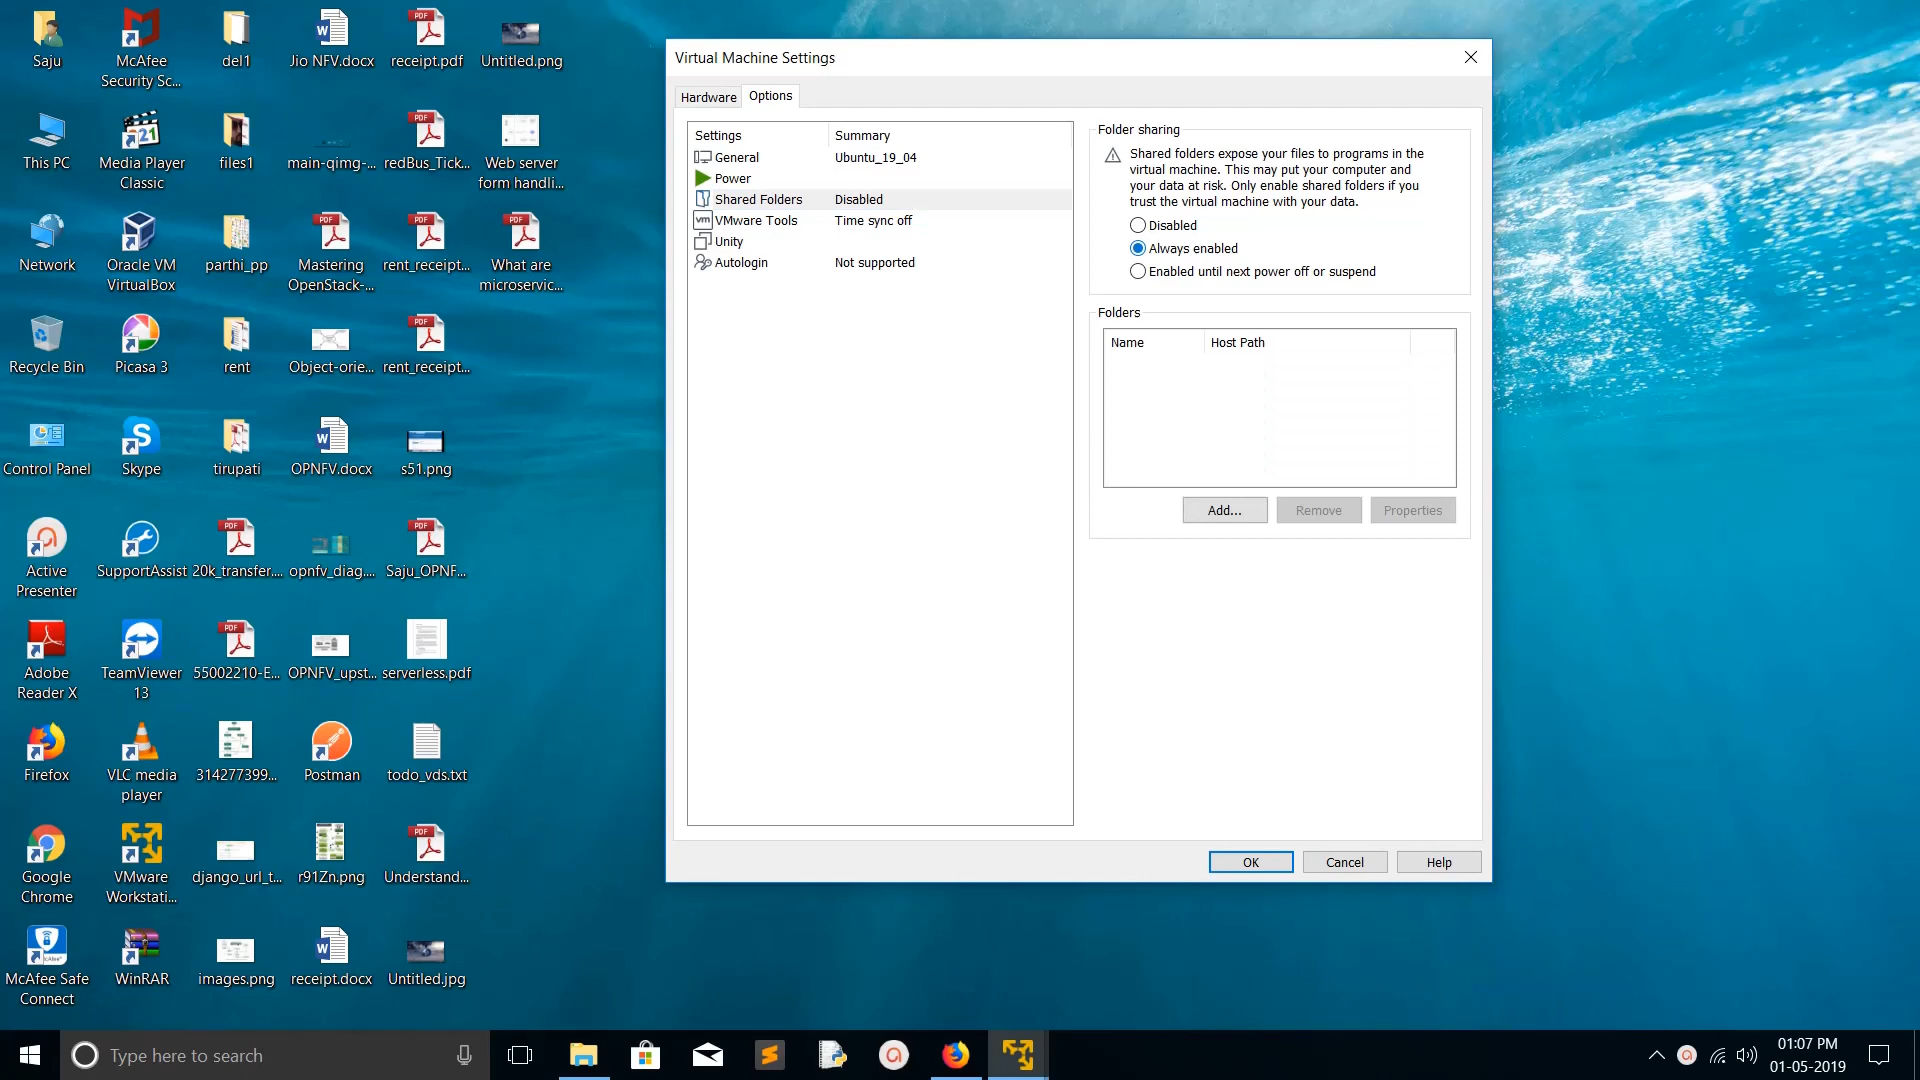 Saju
McAfee
Security Sc...
del1
Jio NFV.docx
receipt.pdf
Untitled.png
This PC
Media Player
Classic
files1
main-qimg-...
redBus_Tick...
Web server
form handli...
Network
Oracle VM
VirtualBox
parthi_pp
Mastering
OpenStack-...
rent_receipt...
What are
microservic...
Recycle Bin
Picasa 3
rent
Object-orie...
rent_receipt...
Control Panel
Skype
tirupati
OPNFV.docx
s51.png
Active
Presenter
SupportAssist
20k_transfer....
opnfv_diag....
Saju_OPNF...
Adobe
Reader X
TeamViewer
13
55002210-E...
OPNFV_upst...
serverless.pdf
Firefox
VLC media
player
314277399...
Postman
todo_vds.txt
Google
Chrome
VMware
Workstati...
django_url_t...
r91Zn.png
Understand...
McAfee Safe
Connect
WinRAR
images.png
receipt.docx
Untitled.jpg
Virtual Machine Settings
Hardware
Options
Settings
Summary
General
Ubuntu_19_04
Power
Shared Folders
Disabled
VMware Tools
Time sync off
Unity
Autologin
Not supported
Folder sharing
Shared folders expose your files to programs in the
virtual machine. This may put your computer and
your data at risk. Only enable shared folders if you
trust the virtual machine with your data.
Disabled
Always enabled
Enabled until next power off or suspend
Folders
Name
Host Path
Add...
Remove
Properties
OK
Cancel
Help
Type here to search
01:07 PM
01-05-2019